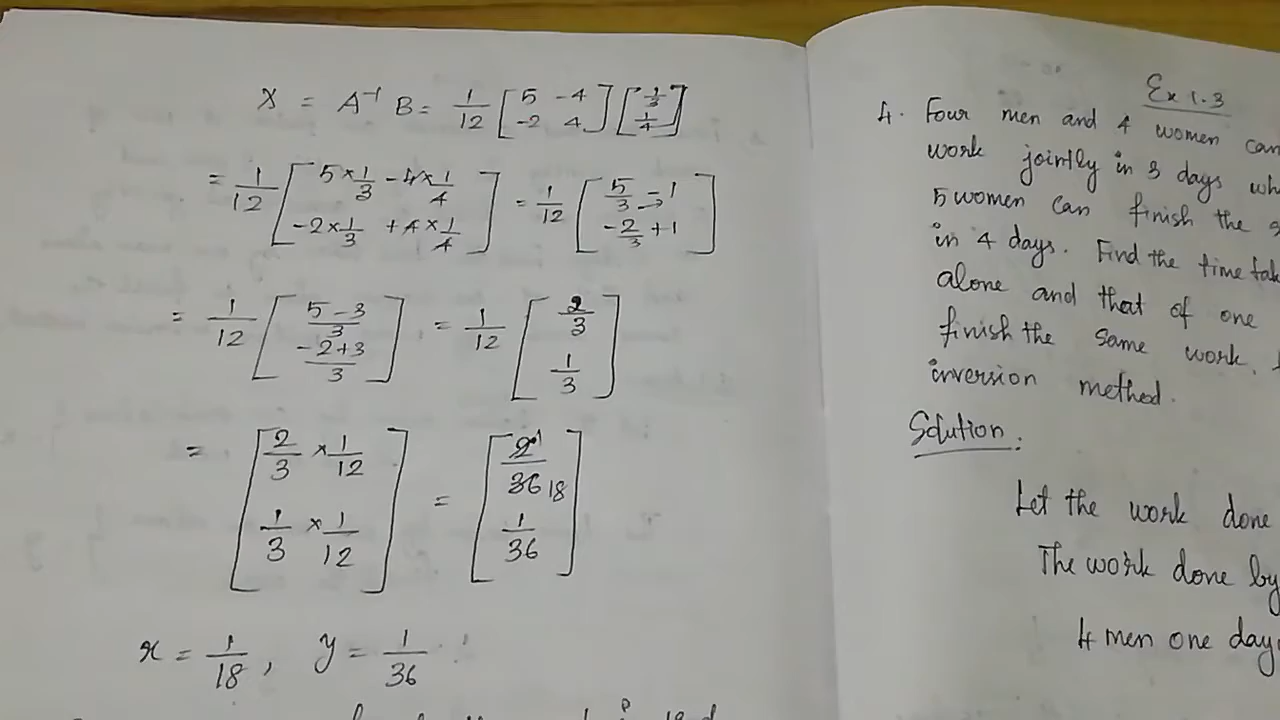 X = A⁻¹ B = 1/12 [5 -4; -2 4] [1/3; 1/4]
= 1/12 [5×1/3 - 4×1/4; -2×1/3 + 4×1/4] = 1/12 [5/3 - 1; -2/3 + 1]
= 1/12 [5-3/3; -2+3/3] = 1/12 [2/3; 1/3]
= [2/3 × 1/12; 1/3 × 1/12] = [2 1/36 18; 1/36]
x = 1/18, y = 1/36
Ex 1.3
4. Four men and 4 women can
work jointly in 3 days
5 women can finish the
in 4 days. Find the time
alone and that of one
finish the same work.
inversion method.
Solution.
Let the work done
The work done by
4 men one day